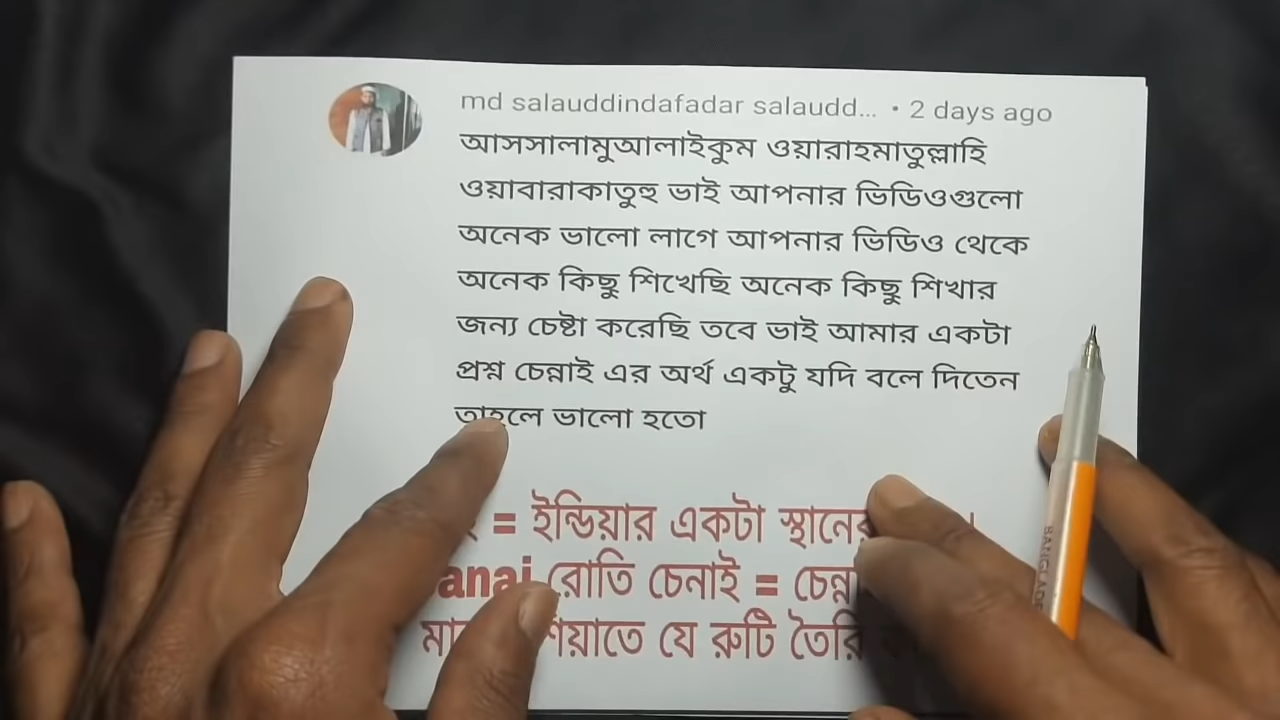 md salauddindafadar salaudd... • 2 days ago
আসসালামুআলাইকুম ওয়ারাহমাতুল্লাহি
ওয়াবারাকাতুহু ভাই আপনার ভিডিওগুলো
অনেক ভালো লাগে আপনার ভিডিও থেকে
অনেক কিছু শিখেছি অনেক কিছু শিখার
জন্য চেষ্টা করেছি তবে ভাই আমার একটা
প্রশ্ন চেন্নাই এর অর্থ একটু যদি বলে দিতেন
তাহলে ভালো হতো
= ইন্ডিয়ার একটা স্থানের
রোতি চেনাই =
যে রুটি তৈরি